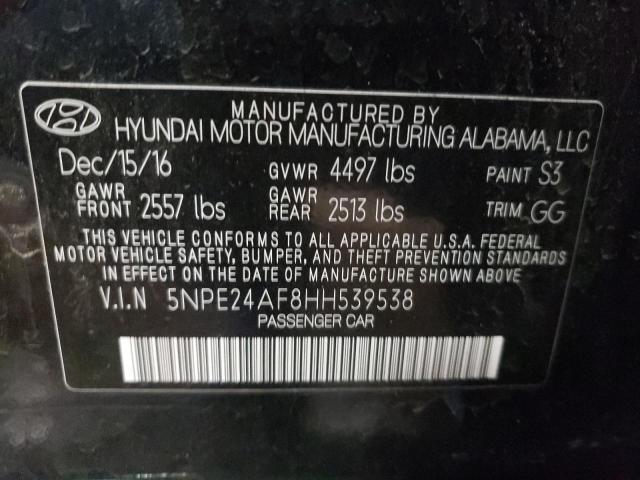 MANUFACTURED BY
HYUNDAI MOTOR MANUFACTURING ALABAMA, LLC
Dec/15/16 GVWR 4497 lbs PAINT S3
GAWR FRONT 2557 lbs GAWR REAR 2513 lbs TRIM GG
THIS VEHICLE CONFORMS TO ALL APPLICABLE U.S.A. FEDERAL
MOTOR VEHICLE SAFETY, BUMPER, AND THEFT PREVENTION STANDARDS
IN EFFECT ON THE DATE OF MANUFACTURE SHOWN ABOVE
V.I.N 5NPE24AF8HH539538
PASSENGER CAR